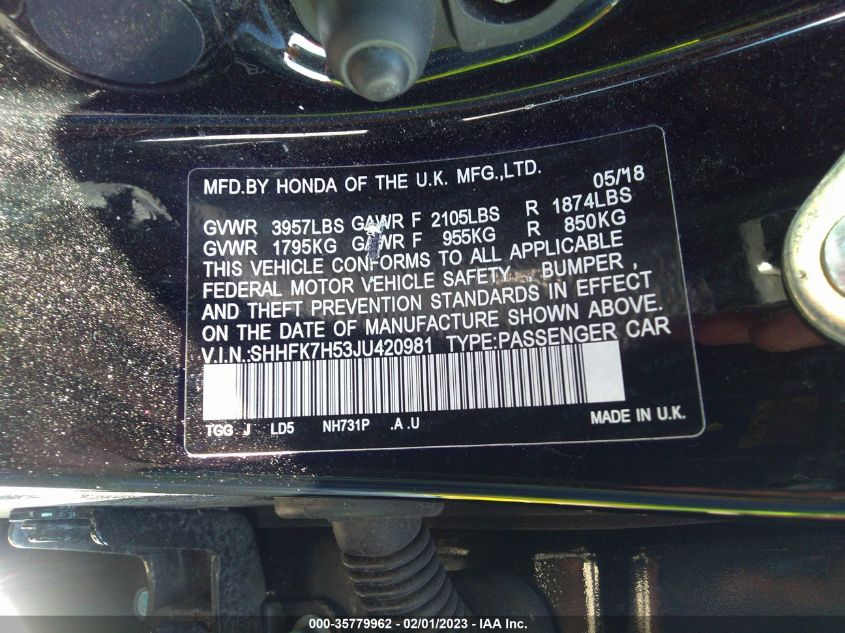 MFD.BY HONDA OF THE U.K. MFG.,LTD. 05/18
GVWR 3957LBS GAWR F 2105LBS R 1874LBS
GVWR 1795KG GAWR F 955KG R 850KG
THIS VEHICLE CONFORMS TO ALL APPLICABLE
FEDERAL MOTOR VEHICLE SAFETY , BUMPER ,
AND THEFT PREVENTION STANDARDS IN EFFECT
ON THE DATE OF MANUFACTURE SHOWN ABOVE.
V.I.N.:SHHFK7H53JU420981 TYPE:PASSENGER CAR
TGG J LD5 NH731P .A .U MADE IN U.K.
000-35779962 / 02/01/2023 - IAA Inc.